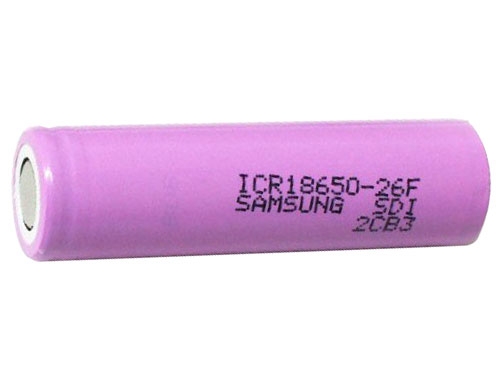 ICR18650-26F
SAMSUNG SDI
2CB3